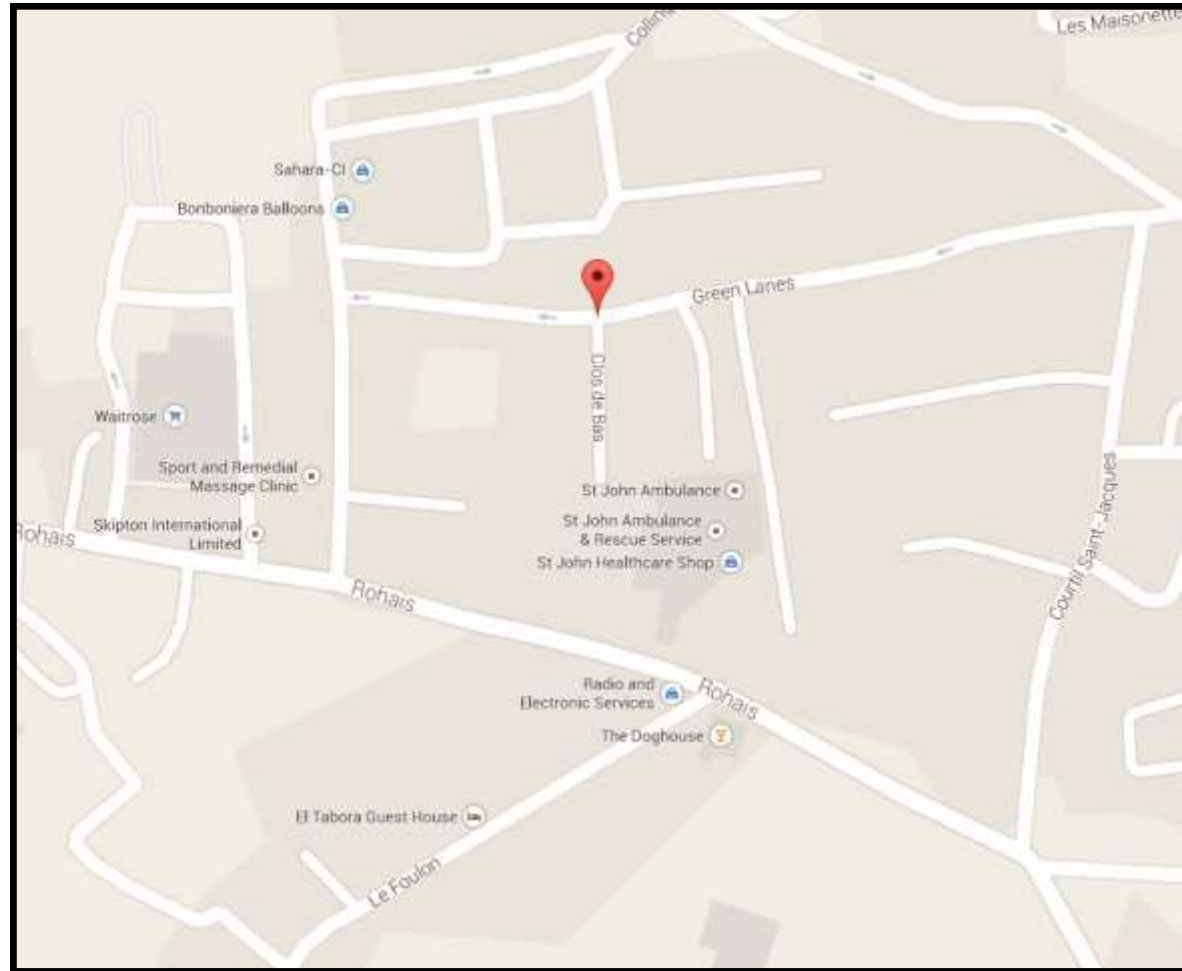 Les Maisonette
Collin
Sahara-CI
Bonboniera Balloons
Green Lanes
Clos de Bas
Waitrose
Sport and Remedial
Massage Clinic
St John Ambulance
Skipton International
Limited
St John Ambulance
& Rescue Service
St John Healthcare Shop
Rohais
Rohais
Courtil Saint-Jacques
Radio and
Electronic Services
Rohais
The Doghouse
El Tabora Guest House
Le Foulon